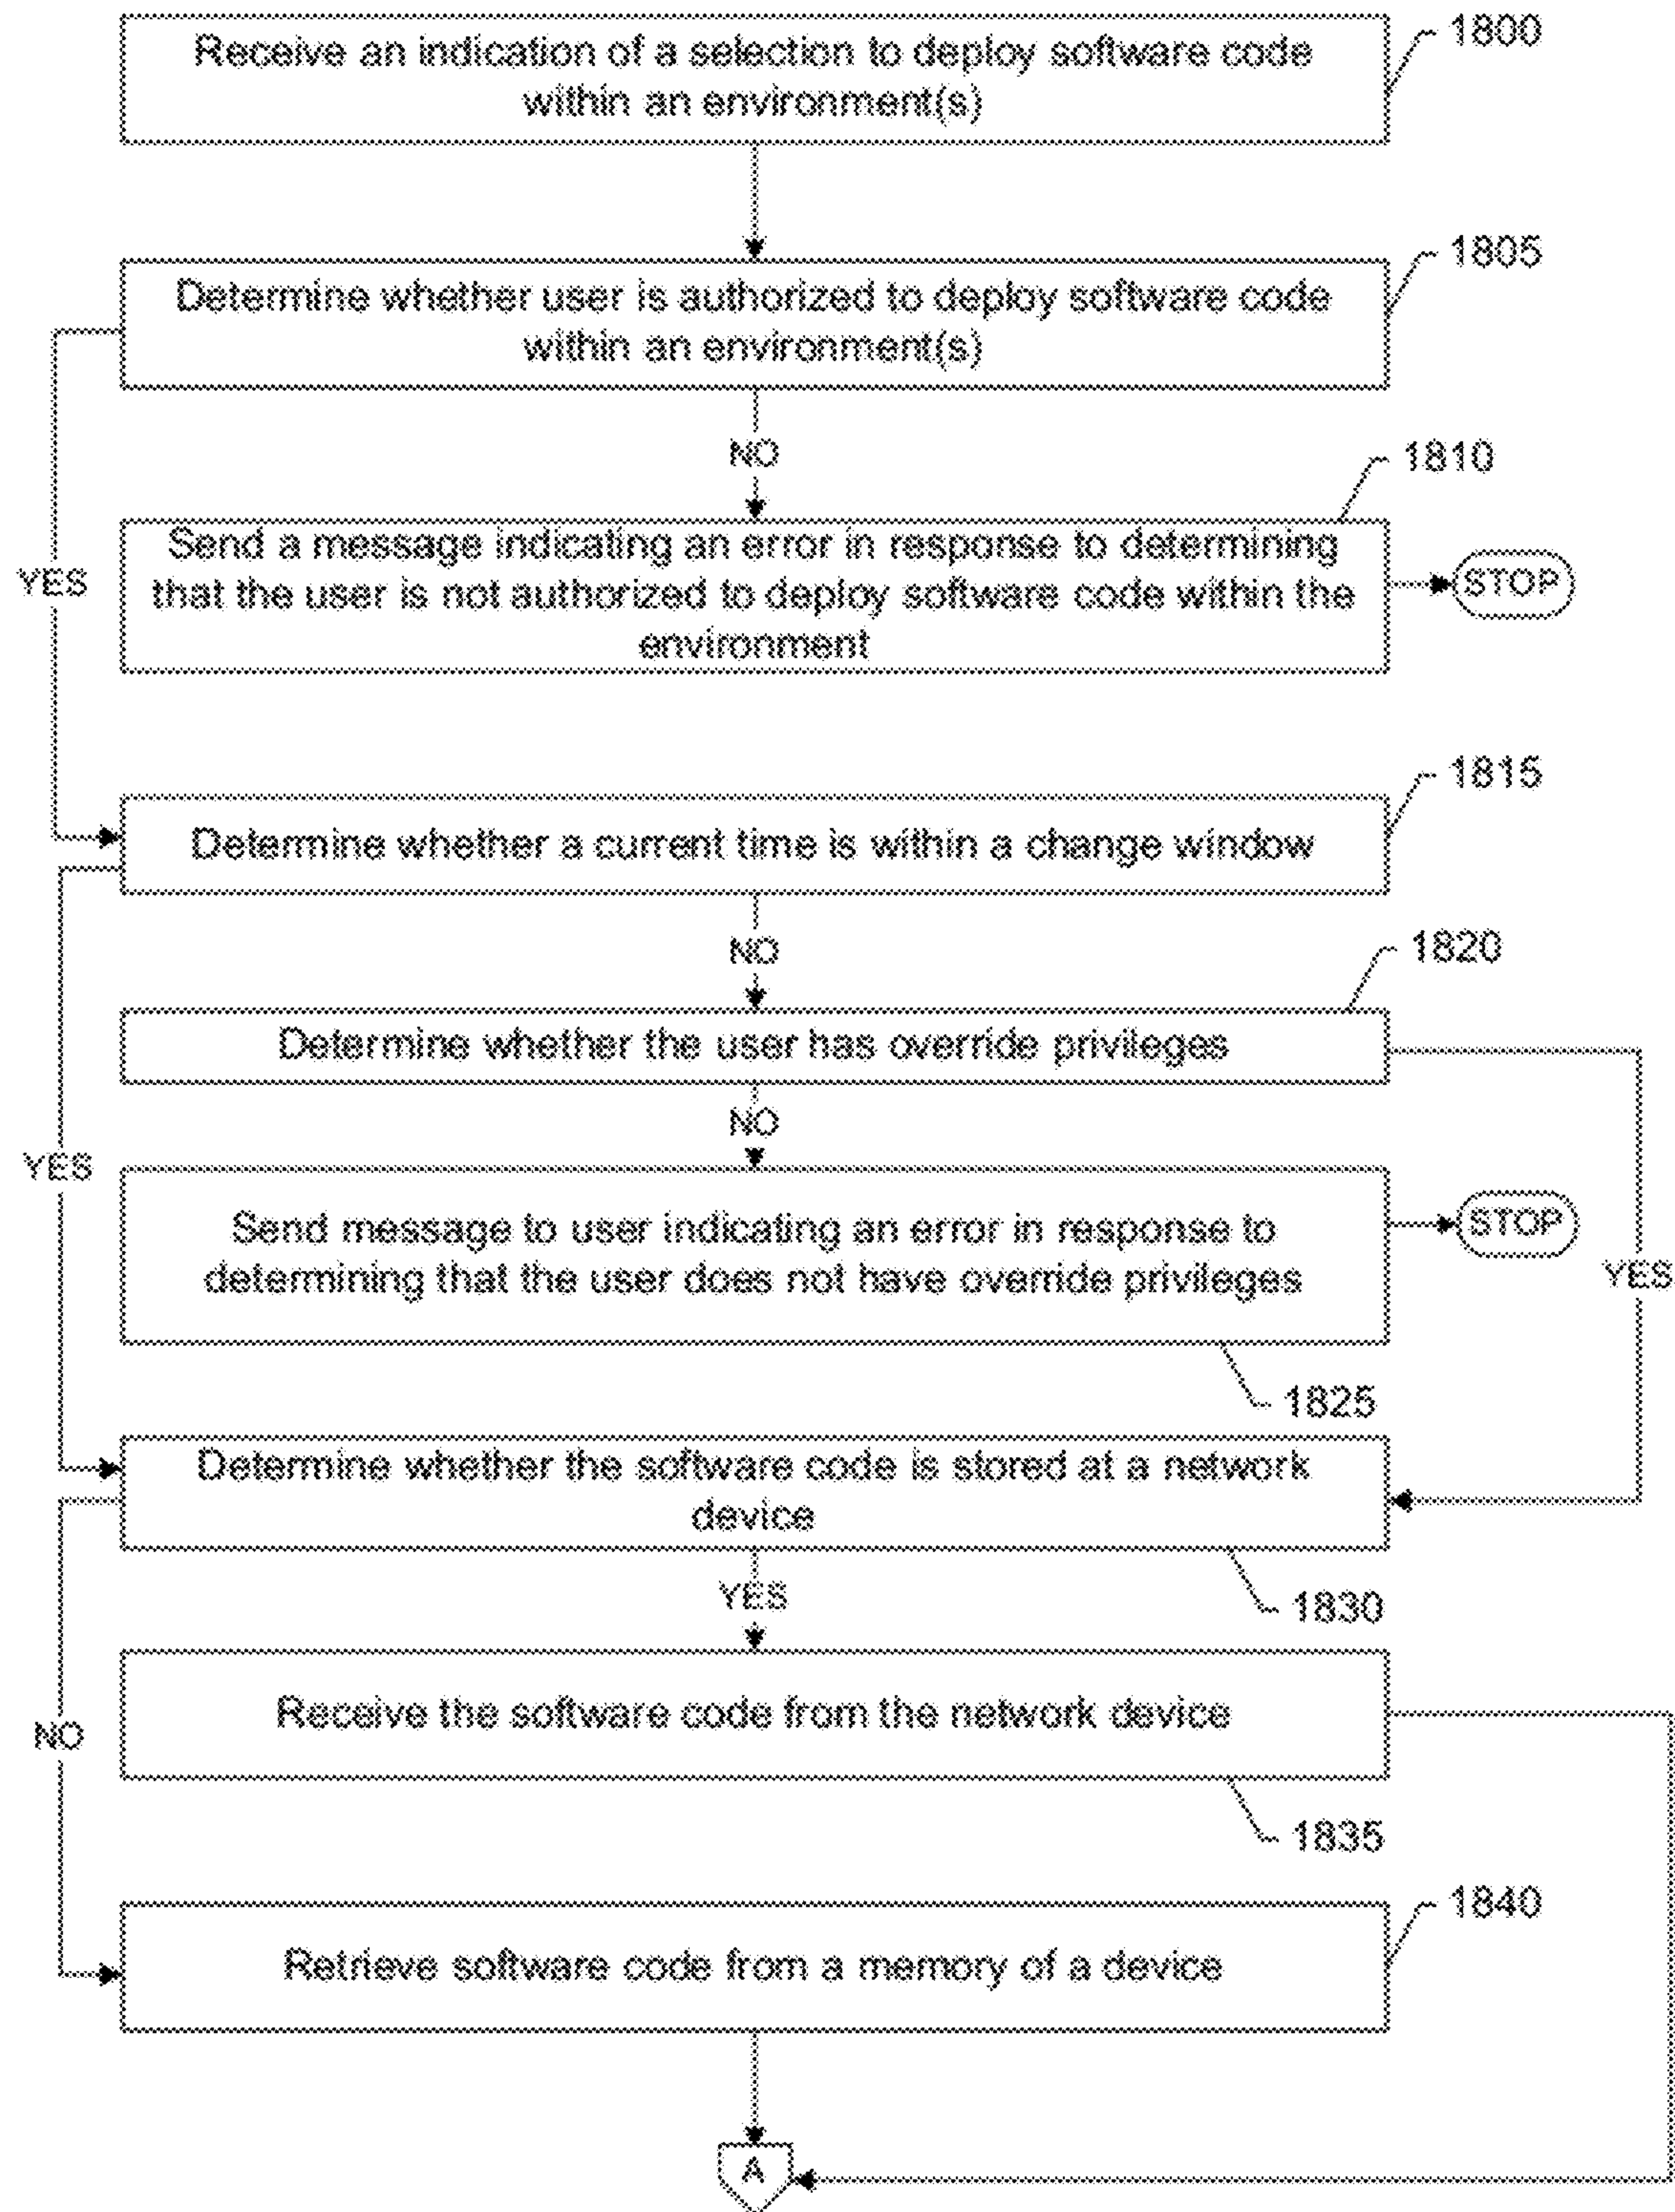 Receive an indication of a selection to deploy software code
within an environment(s)
1800
Determine whether user is authorized to deploy software code
within an environment(s)
1805
NO
YES
1810
Send a message indicating an error in response to determining
that the user is not authorized to deploy software code within the
environment
STOP
1815
Determine whether a current time is within a change window
NO
YES
1820
Determine whether the user has override privileges
NO
YES
Send message to user indicating an error in response to
determining that the user does not have override privileges
STOP
1825
Determine whether the software code is stored at a network
device
1830
YES
NO
Receive the software code from the network device
1835
1840
Retrieve software code from a memory of a device
A